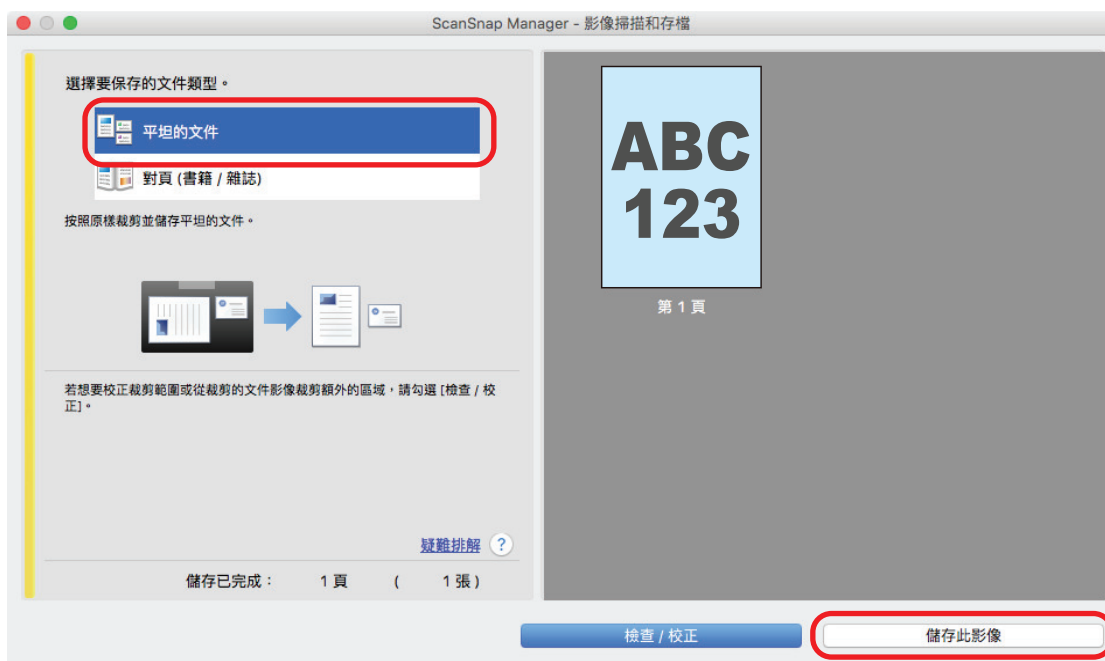 ScanSnap Manager - 影像掃描和存檔
選擇要保存的文件類型。
平坦的文件
對頁 (書籍 / 雜誌)
按照原樣裁剪並儲存平坦的文件。
若想要校正裁剪範圍或從裁剪的文件影像裁剪額外的區域，請勾選 [檢查 / 校
正]。
疑難排解 ?
儲存已完成： 1 頁 ( 1 張 )
ABC
123
第 1 頁
檢查 / 校正
儲存此影像